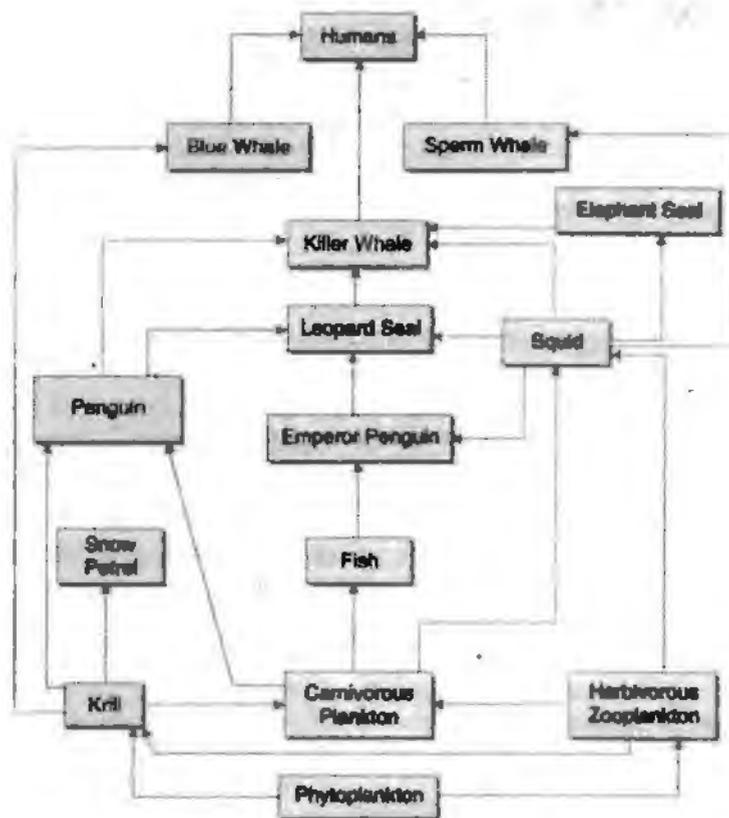 Humans
Blue Whale
Sperm Whale
Elephant Seal
Killer Whale
Leopard Seal
Squid
Penguin
Emperor Penguin
Snow
Petrel
Fish
Krill
Carnivorous
Plankton
Herbivorous
Zooplankton
Phytoplankton